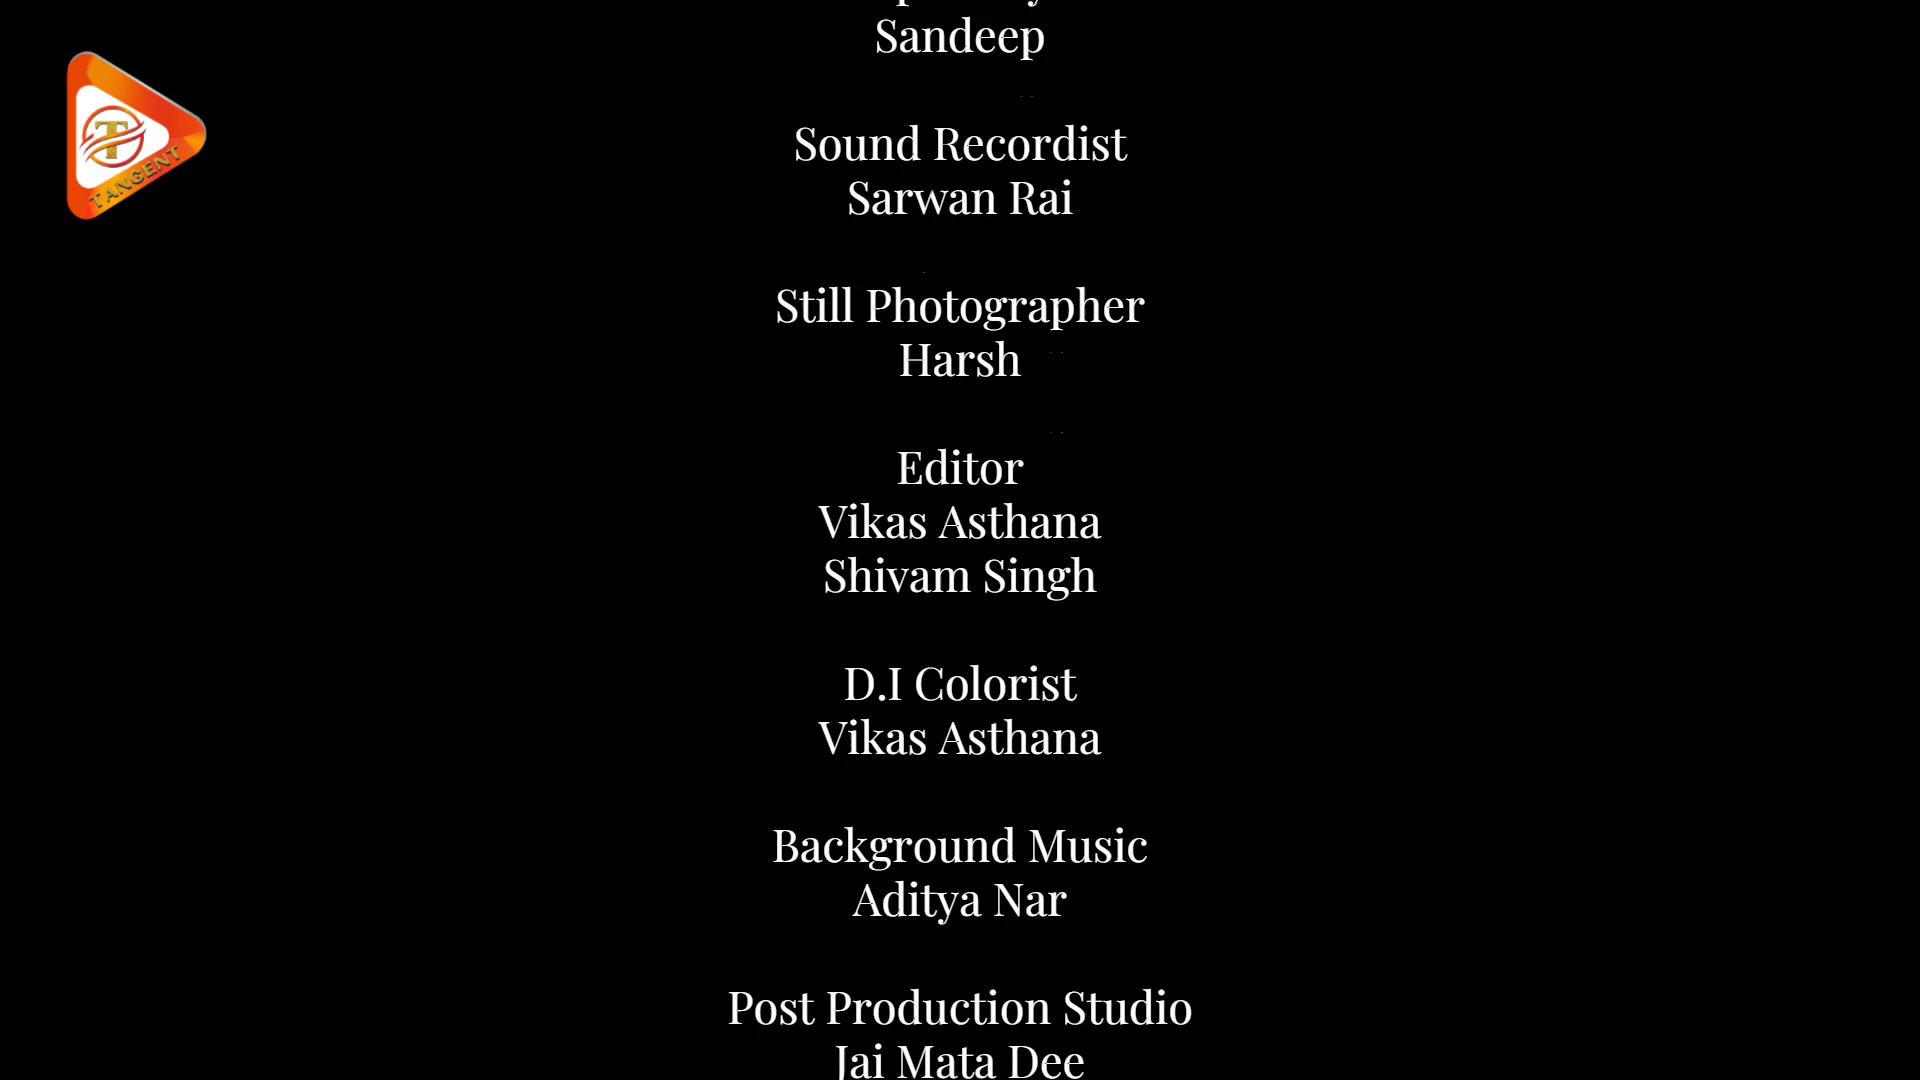 Sandeep
T
TANGENT
Sound Recordist
Sarwan Rai
Still Photographer
Harsh
Editor
Vikas Asthana
Shivam Singh
D.I Colorist
Vikas Asthana
Background Music
Aditya Nar
Post Production Studio
Jai Mata Dee